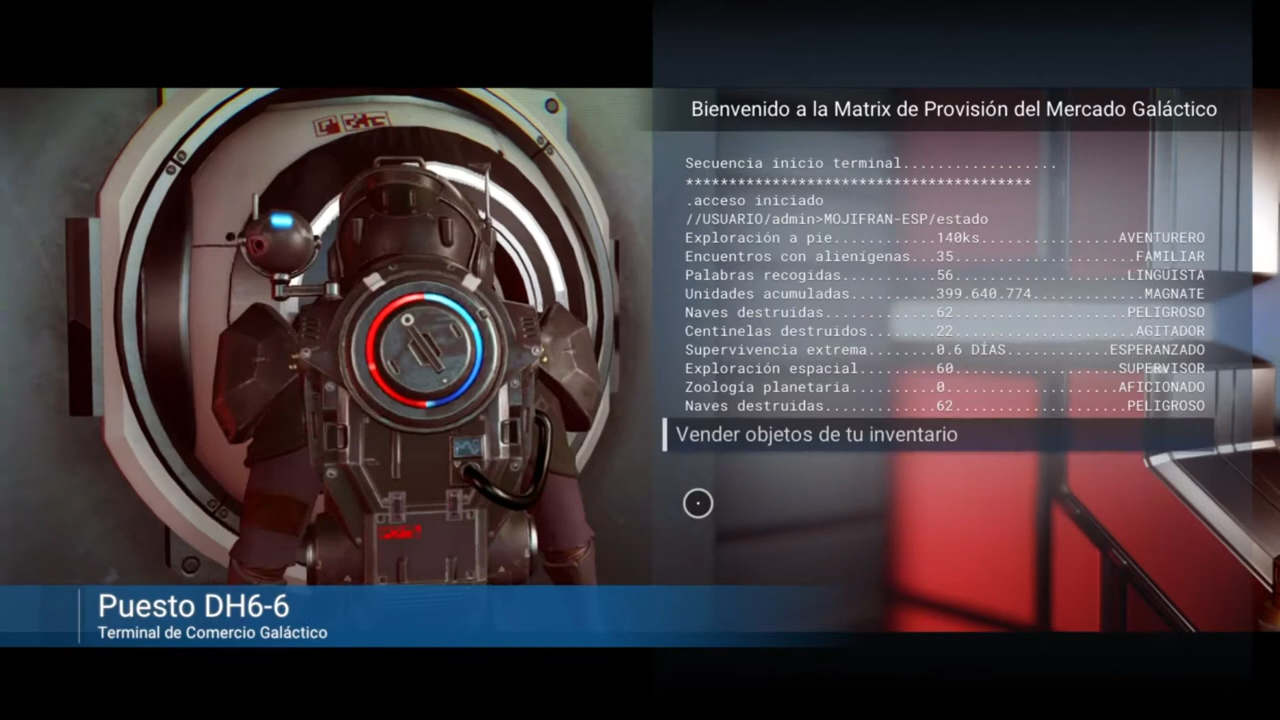 Bienvenido a la Matrix de Provisión del Mercado Galáctico
Secuencia inicio terminal..................
****************************************
.acceso iniciado
//USUARIO/admin>MOJIFRAN-ESP/estado
Exploración a pie............140ks................AVENTURERO
Encuentros con alienígenas...35.....................FAMILIAR
Palabras recogidas...........56....................LINGÜISTA
Unidades acumuladas..........399.640.774.............MAGNATE
Naves destruidas.............62....................PELIGROSO
Centinelas destruidos........22.....................AGITADOR
Supervivencia extrema........0.6 DÍAS............ESPERANZADO
Exploración espacial.........60...................SUPERVISOR
Zoología planetaria..........0....................AFICIONADO
Naves destruidas.............62....................PELIGROSO
Vender objetos de tu inventario
Puesto DH6-6
Terminal de Comercio Galáctico